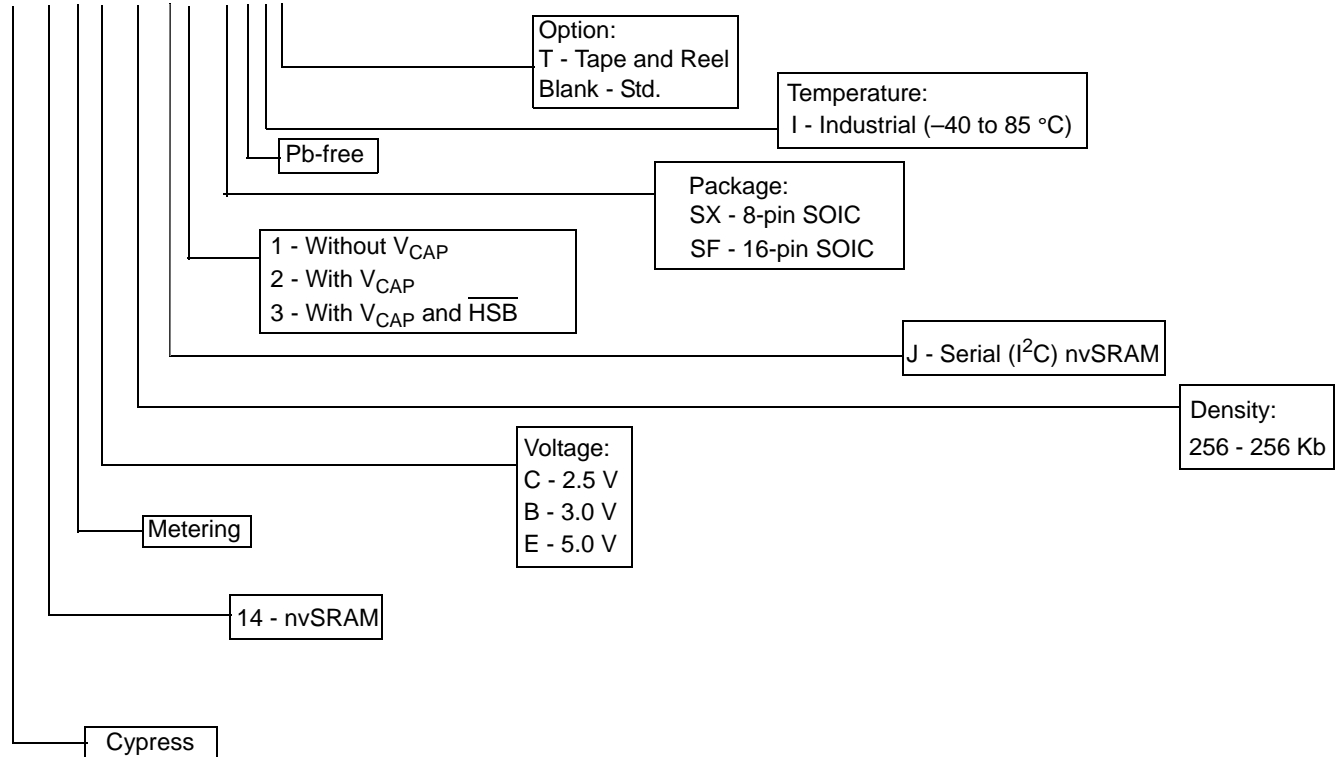 Option:
T - Tape and Reel
Blank - Std.
Temperature:
I - Industrial (–40 to 85 °C)
Pb-free
Package:
SX - 8-pin SOIC
SF - 16-pin SOIC
1 - Without VCAP
2 - With VCAP
3 - With VCAP and HSB
J - Serial (I2C) nvSRAM
Density:
256 - 256 Kb
Voltage:
C - 2.5 V
B - 3.0 V
E - 5.0 V
Metering
14 - nvSRAM
Cypress